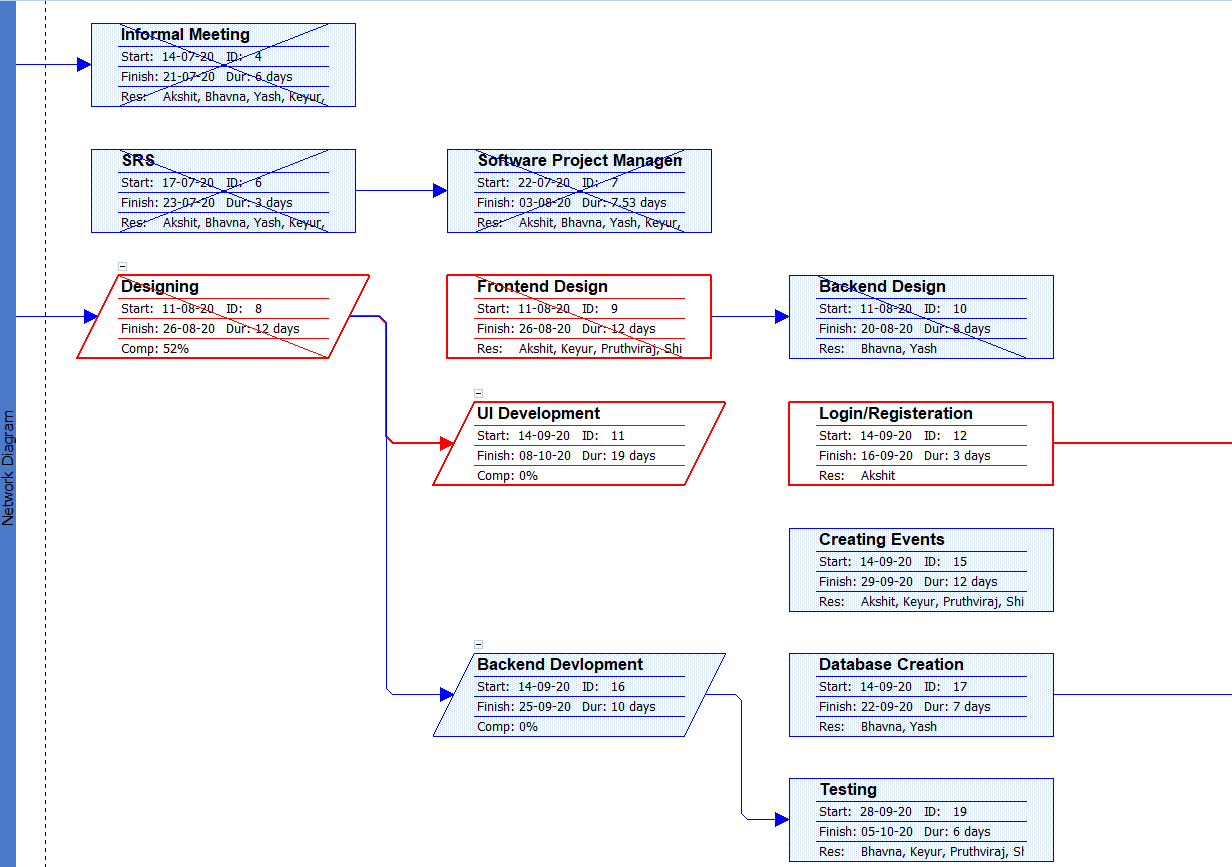 Network Diagram
Informal Meeting
Start: 14-07-20 ID: 4
Finish: 21-07-20 Dur: 6 days
Res: Akshit, Bhavna, Yash, Keyur,
SRS
Start: 17-07-20 ID: 6
Finish: 23-07-20 Dur: 3 days
Res: Akshit, Bhavna, Yash, Keyur,
Software Project Managen
Start: 22-07-20 ID: 7
Finish: 03-08-20 Dur: 7.53 days
Res: Akshit, Bhavna, Yash, Keyur,
Designing
Start: 11-08-20 ID: 8
Finish: 26-08-20 Dur: 12 days
Comp: 52%
Frontend Design
Start: 11-08-20 ID: 9
Finish: 26-08-20 Dur: 12 days
Res: Akshit, Keyur, Pruthviraj, Shi
Backend Design
Start: 11-08-20 ID: 10
Finish: 20-08-20 Dur: 8 days
Res: Bhavna, Yash
UI Development
Start: 14-09-20 ID: 11
Finish: 08-10-20 Dur: 19 days
Comp: 0%
Login/Registeration
Start: 14-09-20 ID: 12
Finish: 16-09-20 Dur: 3 days
Res: Akshit
Creating Events
Start: 14-09-20 ID: 15
Finish: 29-09-20 Dur: 12 days
Res: Akshit, Keyur, Pruthviraj, Shi
Backend Devlopment
Start: 14-09-20 ID: 16
Finish: 25-09-20 Dur: 10 days
Comp: 0%
Database Creation
Start: 14-09-20 ID: 17
Finish: 22-09-20 Dur: 7 days
Res: Bhavna, Yash
Testing
Start: 28-09-20 ID: 19
Finish: 05-10-20 Dur: 6 days
Res: Bhavna, Keyur, Pruthviraj, Sh